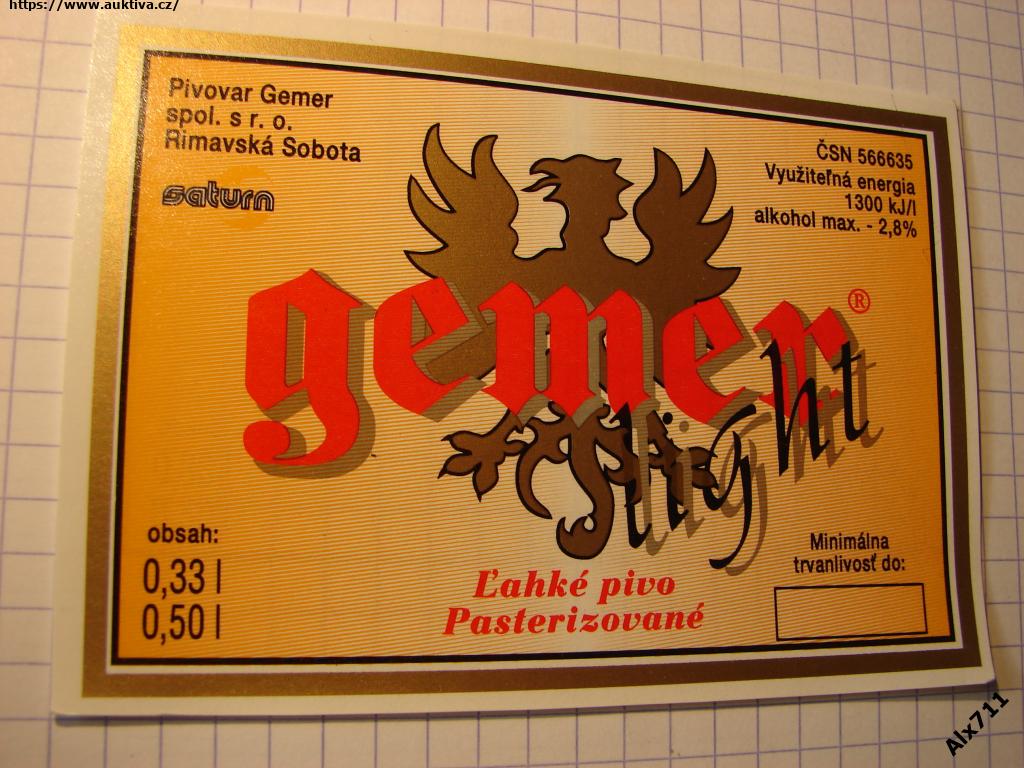 https://www.auktiva.cz/
Pivovar Gemer
spol. s r. o.
Rimavská Sobota
saturn
ČSN 566635
Využiteľná energia
1300 kJ/l
alkohol max. - 2,8%
gemer®
light
obsah:
0,33 l
0,50 l
Ľahké pivo
Pasterizované
Minimálna
trvanlivosť do:
Alx711